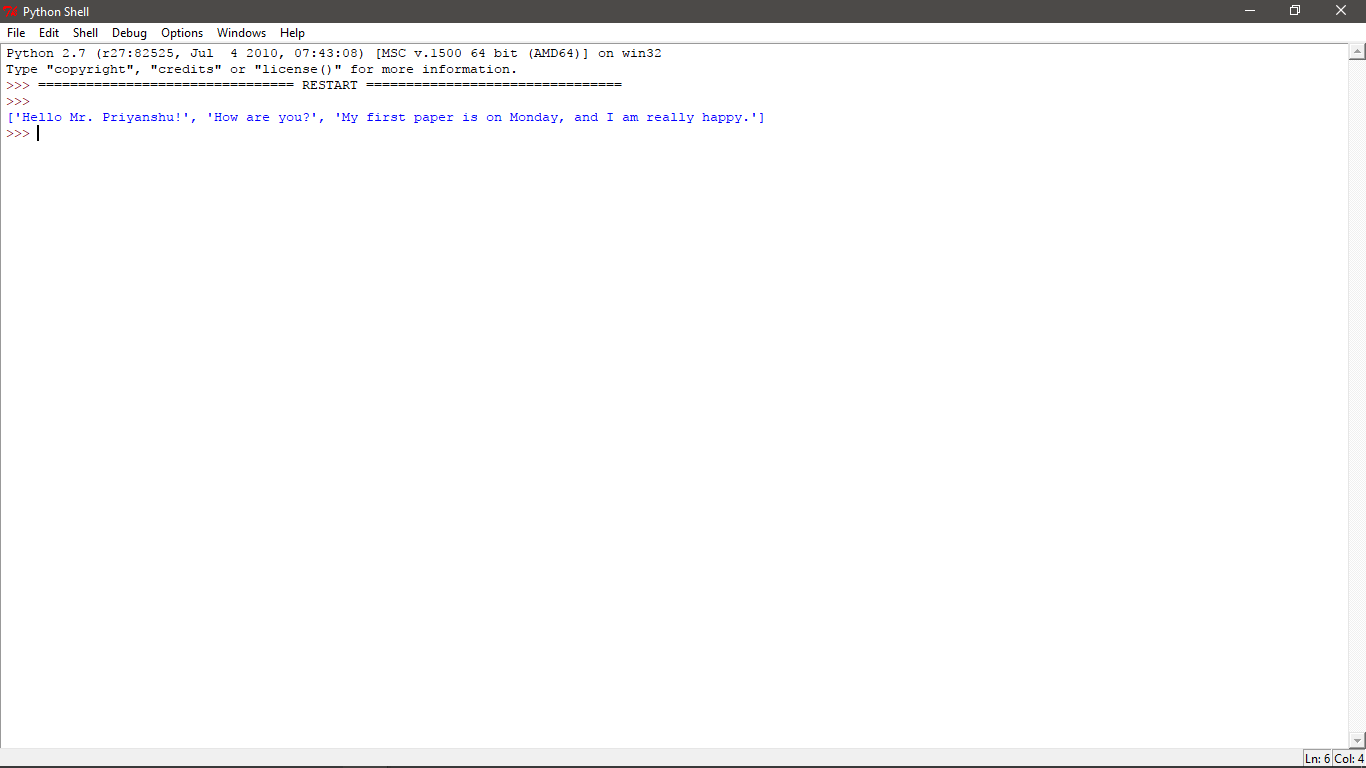 Python Shell
File Edit Shell Debug Options Windows Help
Python 2.7 (r27:82525, Jul  4 2010, 07:43:08) [MSC v.1500 64 bit (AMD64)] on win32
Type "copyright", "credits" or "license()" for more information.
>>> ================================ RESTART ================================
>>>
['Hello Mr. Priyanshu!', 'How are you?', 'My first paper is on Monday, and I am really happy.']
>>>
Ln: 6 Col: 4